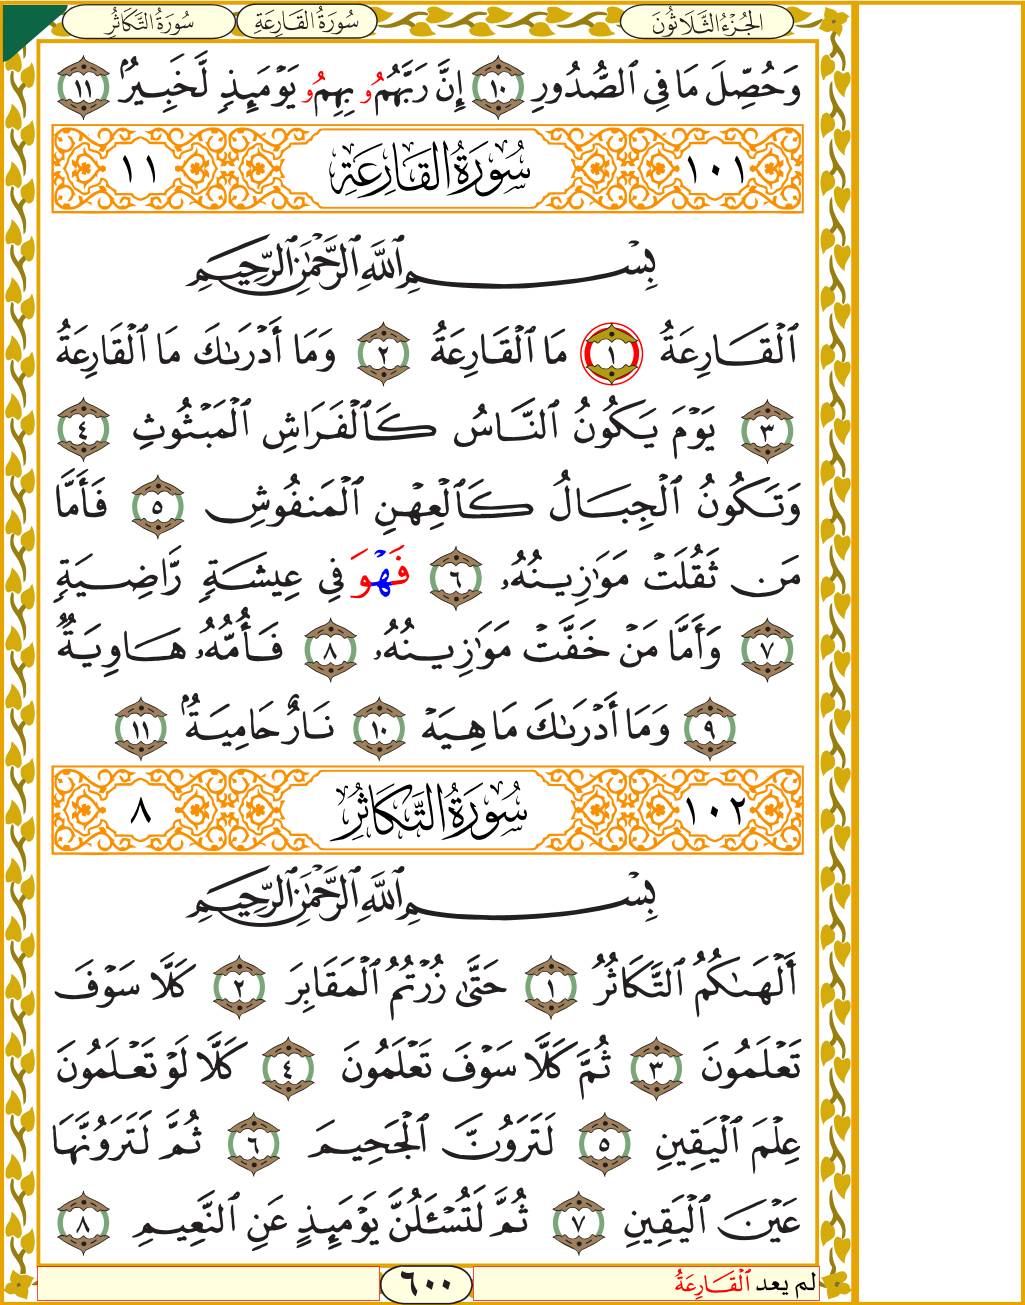 الجُزْءُ الثَّلَاثُونَ سُورَةُ القَارِعَةِ سُورَةُ التَّكَاثُرِ
وَحُصِّلَ مَا فِى ٱلصُّدُورِ ١٠ إِنَّ رَبَّهُمُۥ بِهِمُۥ يَوْمَئِذٍ لَّخَبِيرٌۢ ١١
١٠١ سُورَةُ القَارِعَةِ ١١
بِسْمِ ٱللَّهِ ٱلرَّحْمَٰنِ ٱلرَّحِيمِ
ٱلْقَارِعَةُ ١ مَا ٱلْقَارِعَةُ ٢ وَمَا أَدْرَىٰكَ مَا ٱلْقَارِعَةُ
٣ يَوْمَ يَكُونُ ٱلنَّاسُ كَٱلْفَرَاشِ ٱلْمَبْثُوثِ ٤
وَتَكُونُ ٱلْجِبَالُ كَٱلْعِهْنِ ٱلْمَنفُوشِ ٥ فَأَمَّا
مَن ثَقُلَتْ مَوَٰزِينُهُۥ ٦ فَهْوَ فِى عِيشَةٍ رَّاضِيَةٍ
٧ وَأَمَّا مَنْ خَفَّتْ مَوَٰزِينُهُۥ ٨ فَأُمُّهُۥ هَاوِيَةٌ
٩ وَمَا أَدْرَىٰكَ مَا هِيَهْ ١٠ نَارٌ حَامِيَةٌۢ ١١
١٠٢ سُورَةُ التَّكَاثُرِ ٨
بِسْمِ ٱللَّهِ ٱلرَّحْمَٰنِ ٱلرَّحِيمِ
أَلْهَىٰكُمُ ٱلتَّكَاثُرُ ١ حَتَّىٰ زُرْتُمُ ٱلْمَقَابِرَ ٢ كَلَّا سَوْفَ
تَعْلَمُونَ ٣ ثُمَّ كَلَّا سَوْفَ تَعْلَمُونَ ٤ كَلَّا لَوْ تَعْلَمُونَ
عِلْمَ ٱلْيَقِينِ ٥ لَتَرَوُنَّ ٱلْجَحِيمَ ٦ ثُمَّ لَتَرَوُنَّهَا
عَيْنَ ٱلْيَقِينِ ٧ ثُمَّ لَتُسْـَٔلُنَّ يَوْمَئِذٍ عَنِ ٱلنَّعِيمِ ٨
لم يعد ٱلْقَارِعَةُ ٦٠٠